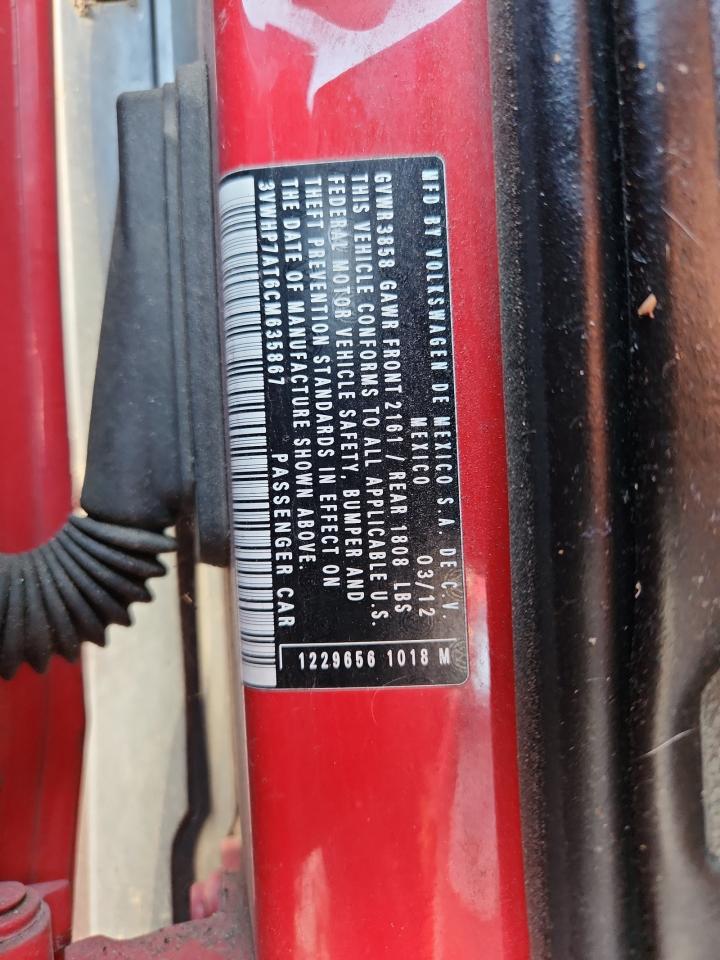 MFD BY VOLKSWAGEN DE MEXICO S.A. DE C.V.
MEXICO 03/12
GVWR 3858 GAWR FRONT 2161 / REAR 1808 LBS
THIS VEHICLE CONFORMS TO ALL APPLICABLE U.S.
FEDERAL MOTOR VEHICLE SAFETY, BUMPER AND
THEFT PREVENTION STANDARDS IN EFFECT ON
THE DATE OF MANUFACTURE SHOWN ABOVE.
3VWHP7AT6CM635867 PASSENGER CAR
1229656 1018 M